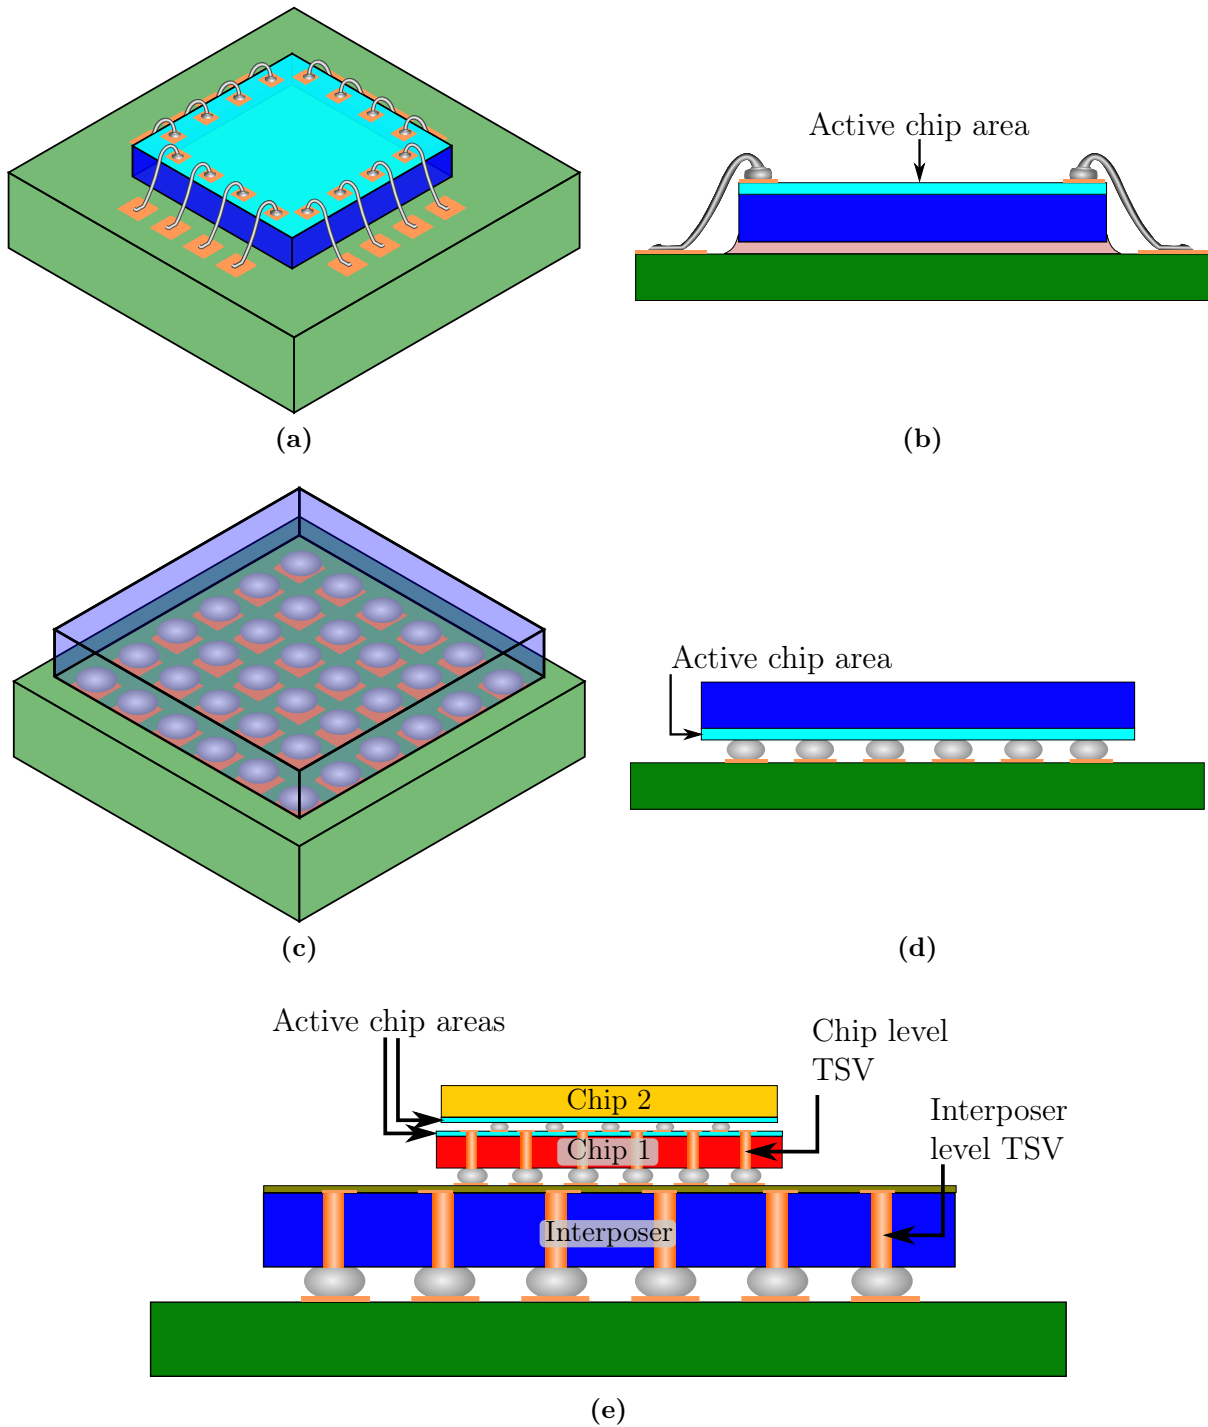 Active chip area
(a)
(b)
Active chip area
(c)
(d)
Active chip areas
Chip level
TSV
Chip 2
Interposer
level TSV
Chip 1
Interposer
(e)